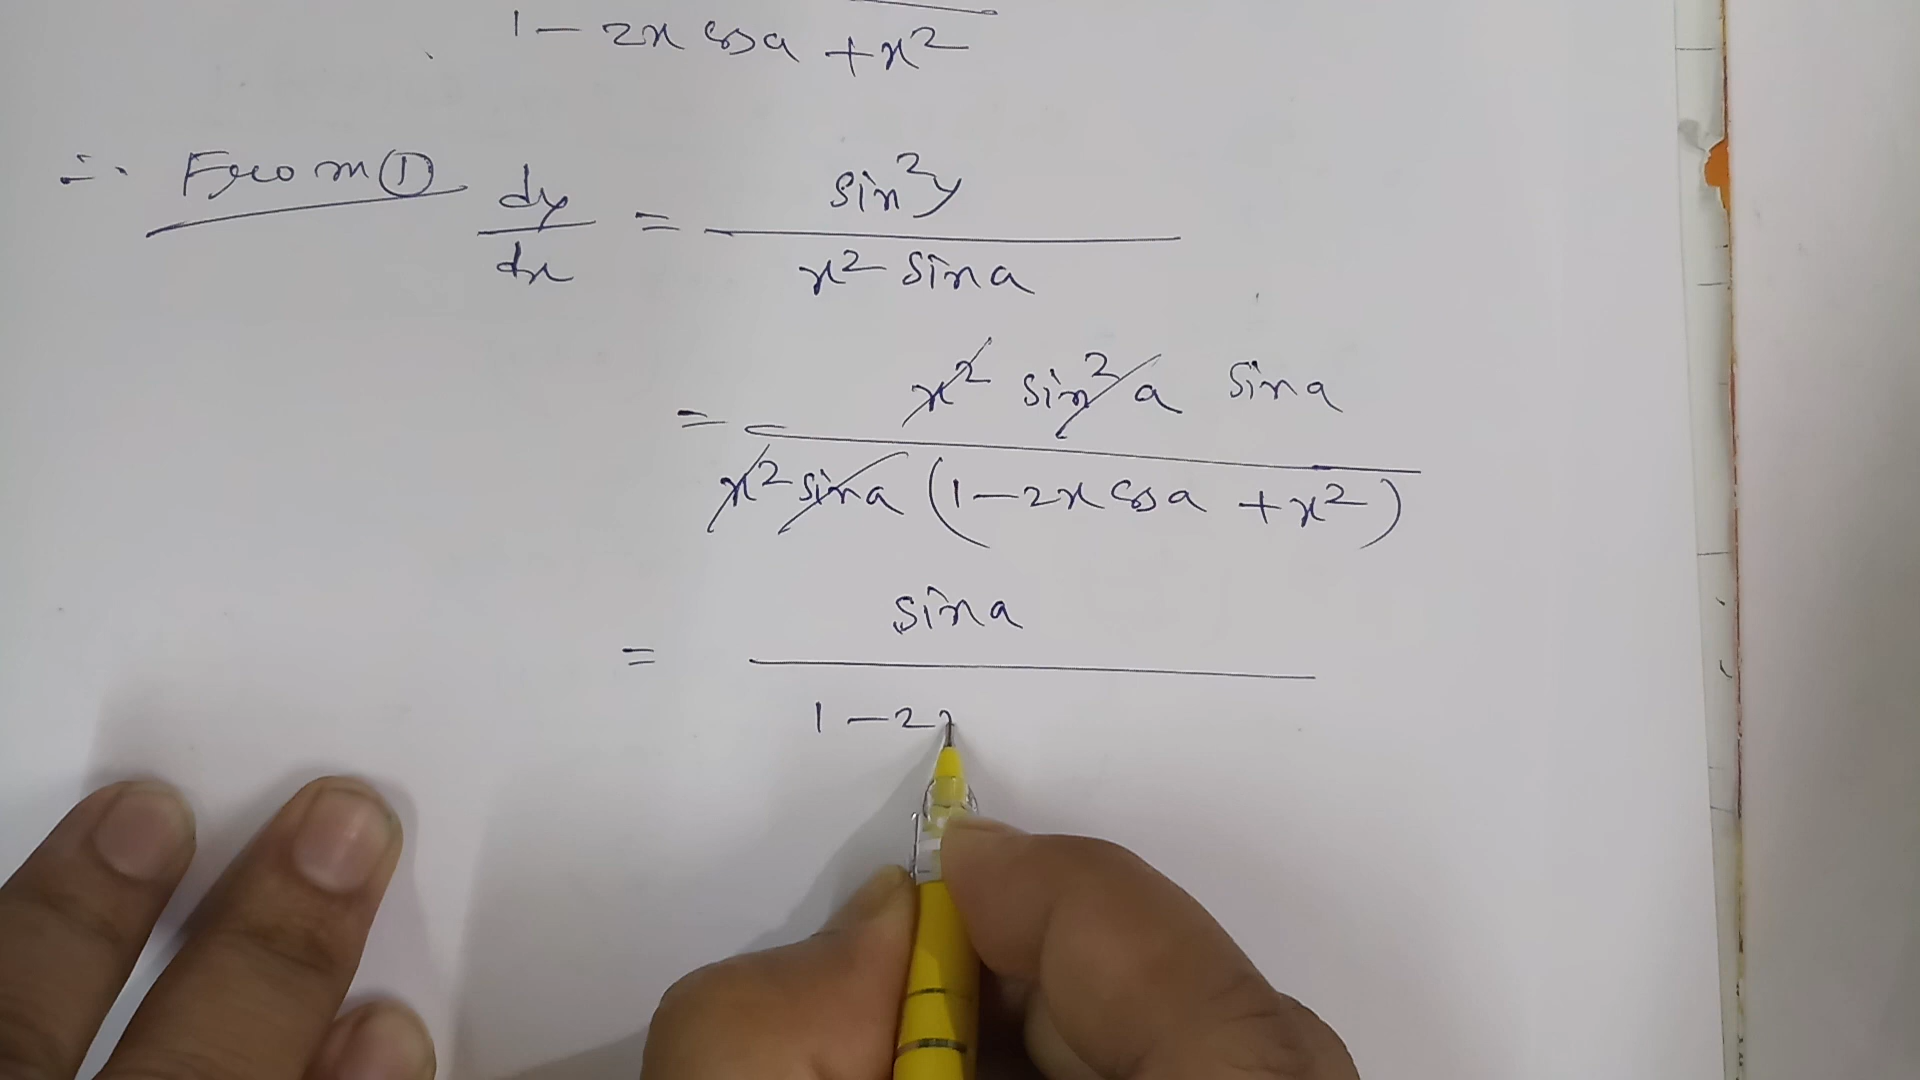 1 - 2x cos a + x²
∴ From ① dy/dx = sin²y / x² sin a
= x² sin²a sin a / x² sin a (1 - 2x cos a + x²)
= sin a / 1 - 2x